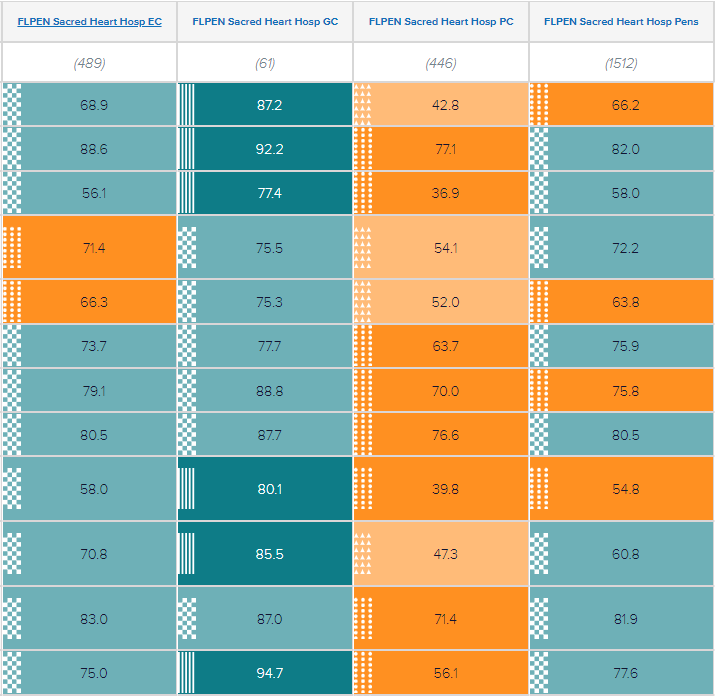 FLPEN Sacred Heart Hosp EC FLPEN Sacred Heart Hosp GC FLPEN Sacred Heart Hosp PC FLPEN Sacred Heart Hosp Pens
(489) (61) (446) (1512)
68.9 87.2 42.8 66.2
88.6 92.2 77.1 82.0
56.1 77.4 36.9 58.0
71.4 75.5 54.1 72.2
66.3 75.3 52.0 63.8
73.7 77.7 63.7 75.9
79.1 88.8 70.0 75.8
80.5 87.7 76.6 80.5
58.0 80.1 39.8 54.8
70.8 85.5 47.3 60.8
83.0 87.0 71.4 81.9
75.0 94.7 56.1 77.6